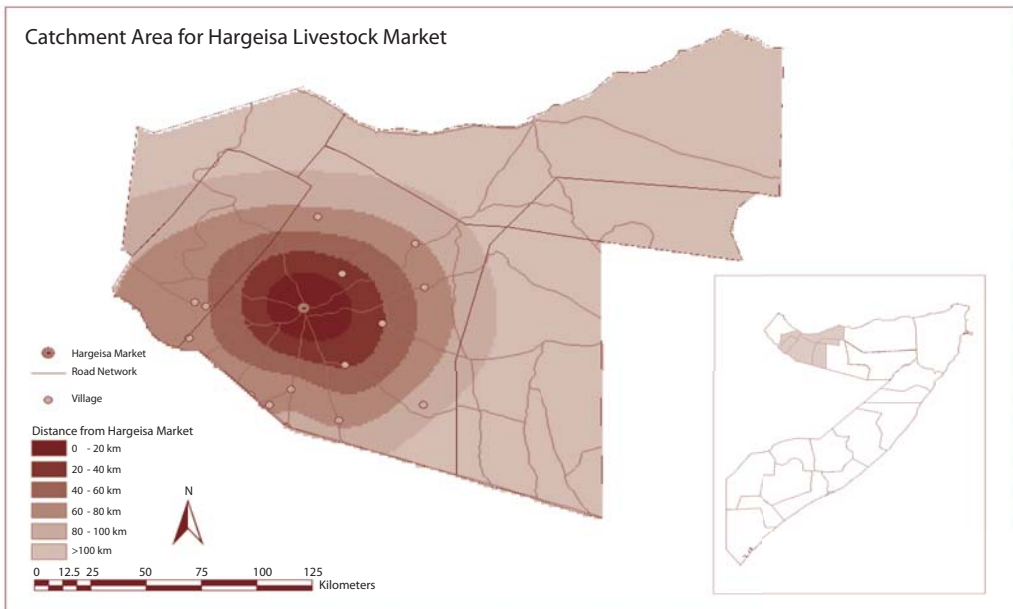 Catchment Area for Hargeisa Livestock Market
Hargeisa Market
Road Network
Village
Distance from Hargeisa Market
0 - 20 km
20 - 40 km
40 - 60 km
60 - 80 km
80 - 100 km
>100 km
N
0 12.5 25 50 75 100 125
Kilometers